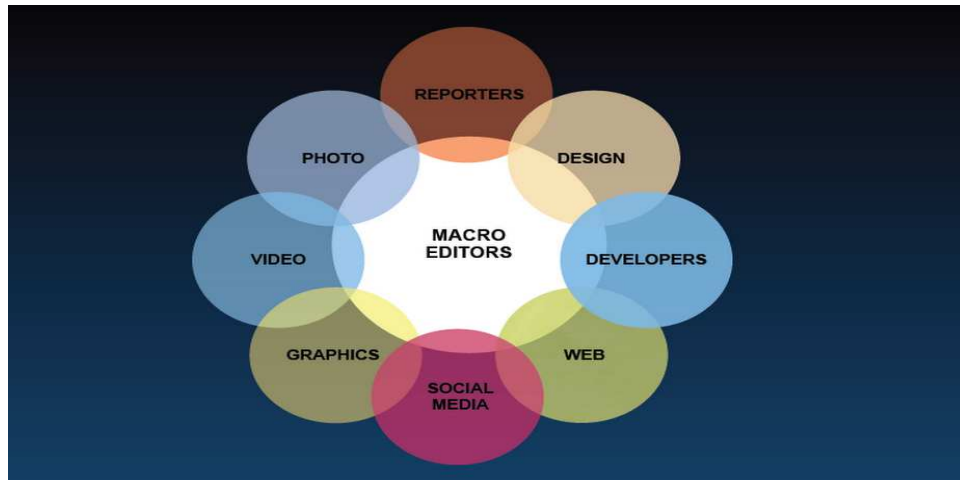 REPORTERS
PHOTO
DESIGN
MACRO
EDITORS
VIDEO
DEVELOPERS
GRAPHICS
WEB
SOCIAL
MEDIA